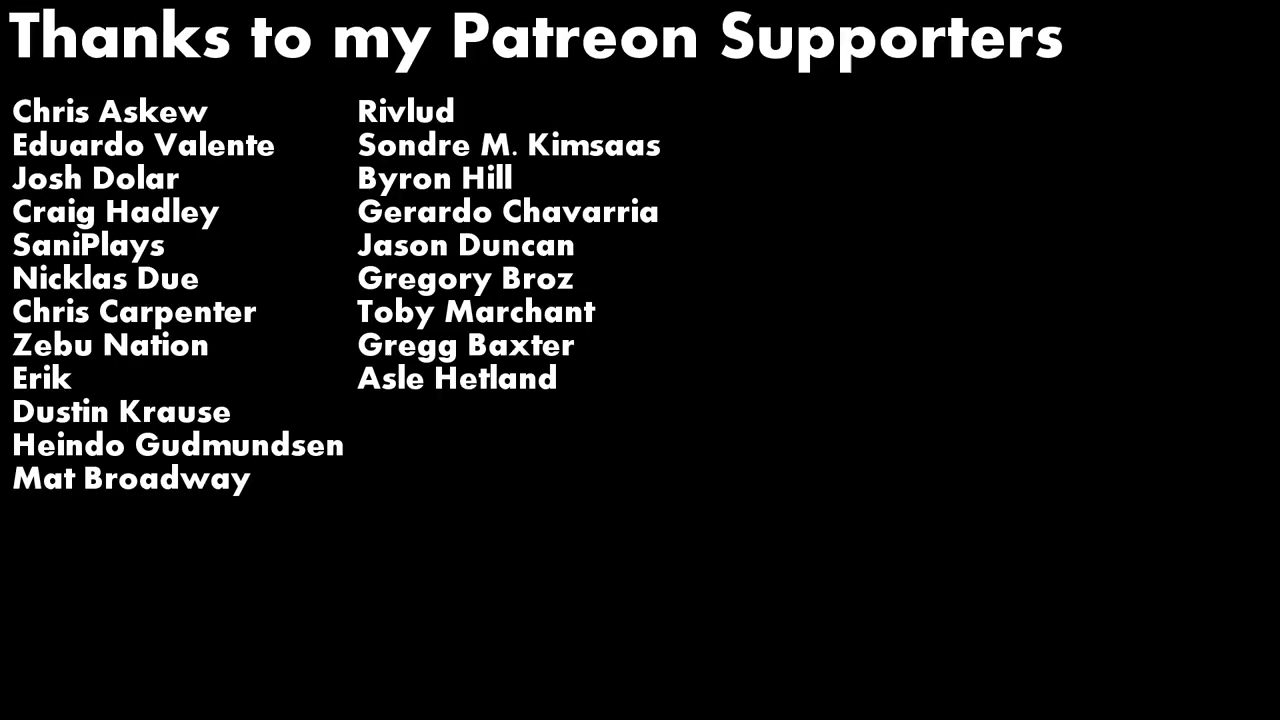 Thanks to my Patreon Supporters
Chris Askew
Eduardo Valente
Josh Dolar
Craig Hadley
SaniPlays
Nicklas Due
Chris Carpenter
Zebu Nation
Erik
Dustin Krause
Heindo Gudmundsen
Mat Broadway
Rivlud
Sondre M. Kimsaas
Byron Hill
Gerardo Chavarria
Jason Duncan
Gregory Broz
Toby Marchant
Gregg Baxter
Asle Hetland